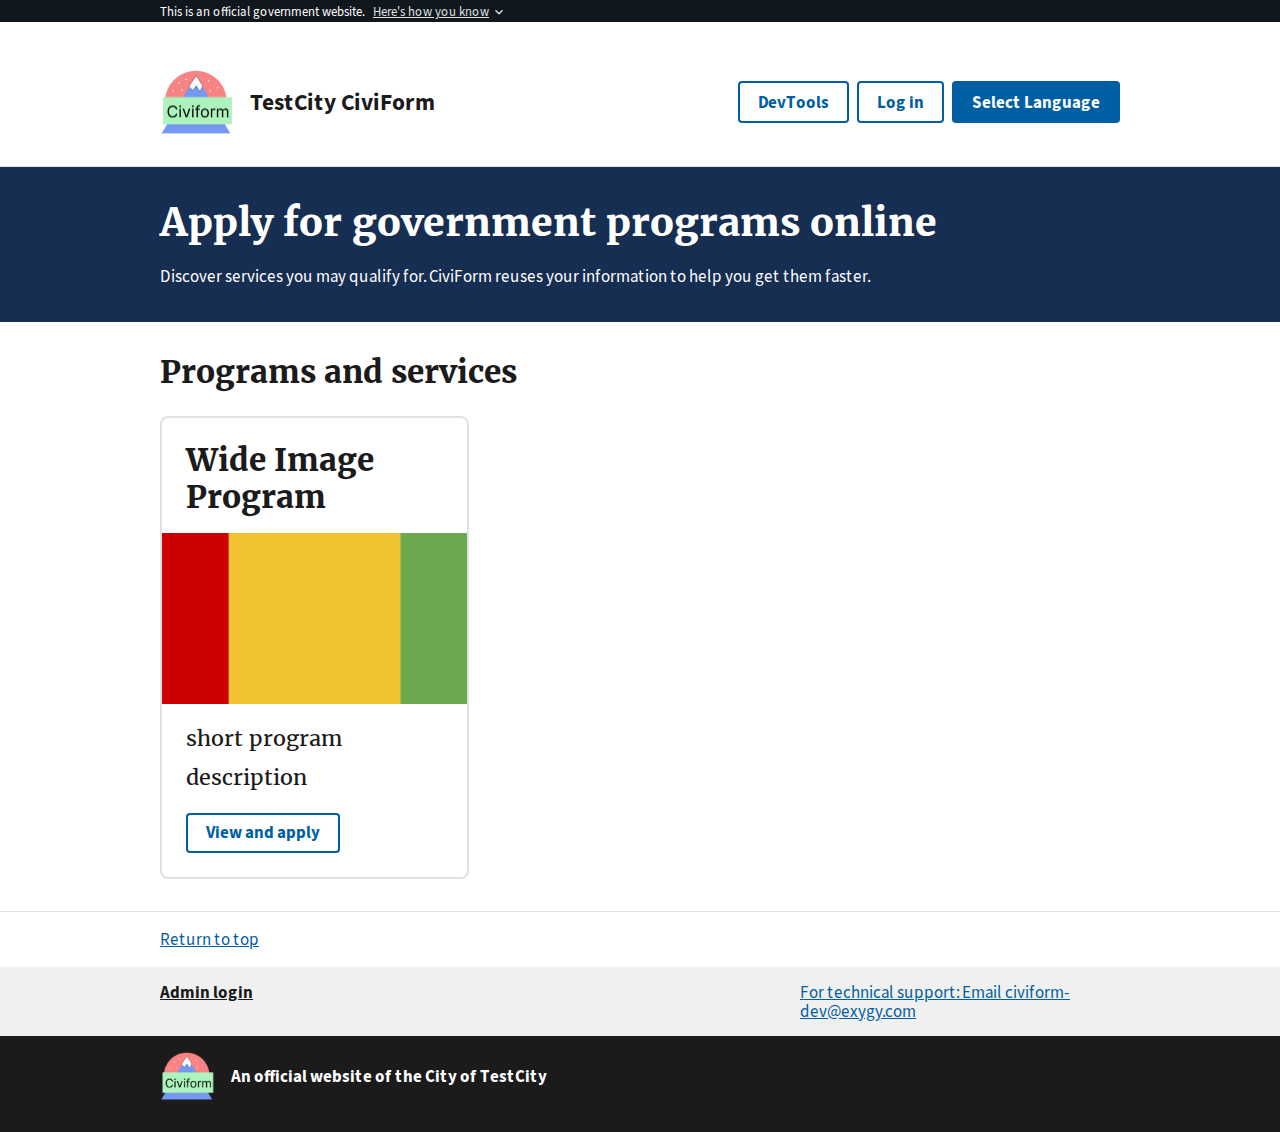 This is an official government website. Here's how you know
Civiform
TestCity CiviForm
DevTools
Log in
Select Language
Apply for government programs online
Discover services you may qualify for. CiviForm reuses your information to help you get them faster.
Programs and services
Wide Image
Program
short program
description
View and apply
Return to top
Admin login
For technical support: Email civiform-
dev@exygy.com
Civiform
An official website of the City of TestCity